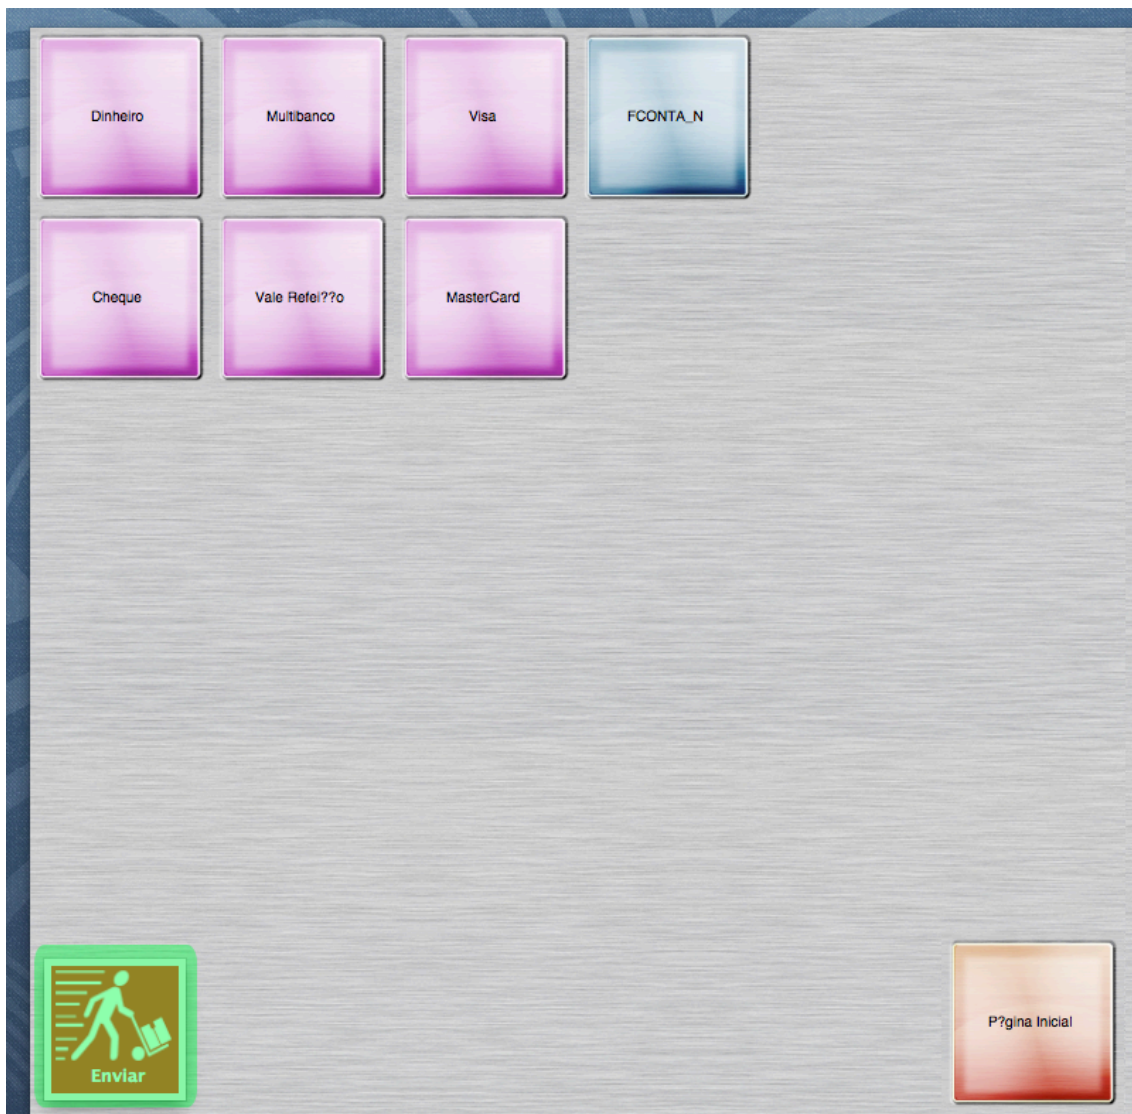 Dinheiro
Multibanco
Visa
FCONTA_N
Cheque
Vale Refei??o
MasterCard
Enviar
P?gina Inicial